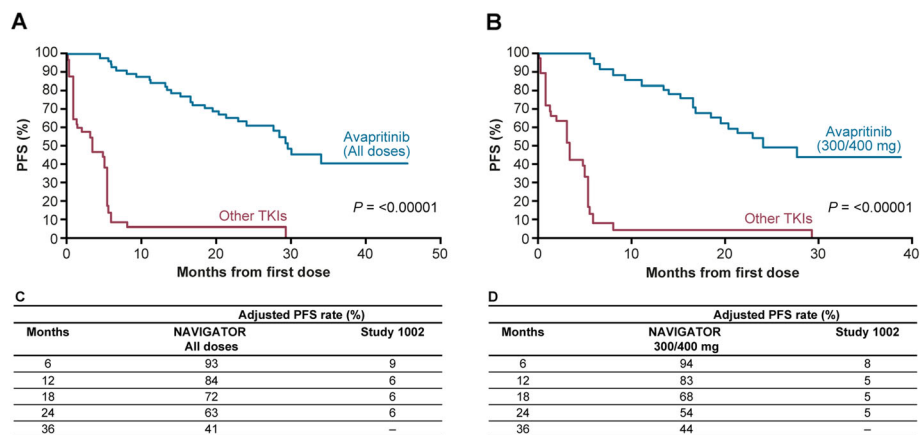 A
100
90
80
70
60
50
40
30
20
10
0
PFS (%)
Avapritinib
(All doses)
Other TKIs
P = <0.00001
0 10 20 30 40 50
Months from first dose
B
100
90
80
70
60
50
40
30
20
10
0
PFS (%)
Avapritinib
(300/400 mg)
Other TKIs
P = <0.00001
0 10 20 30 40
Months from first dose
C
Adjusted PFS rate (%)
Months NAVIGATOR Study 1002
All doses
6 93 9
12 84 6
18 72 6
24 63 6
36 41 –
D
Adjusted PFS rate (%)
Months NAVIGATOR Study 1002
300/400 mg
6 94 8
12 83 5
18 68 5
24 54 5
36 44 –